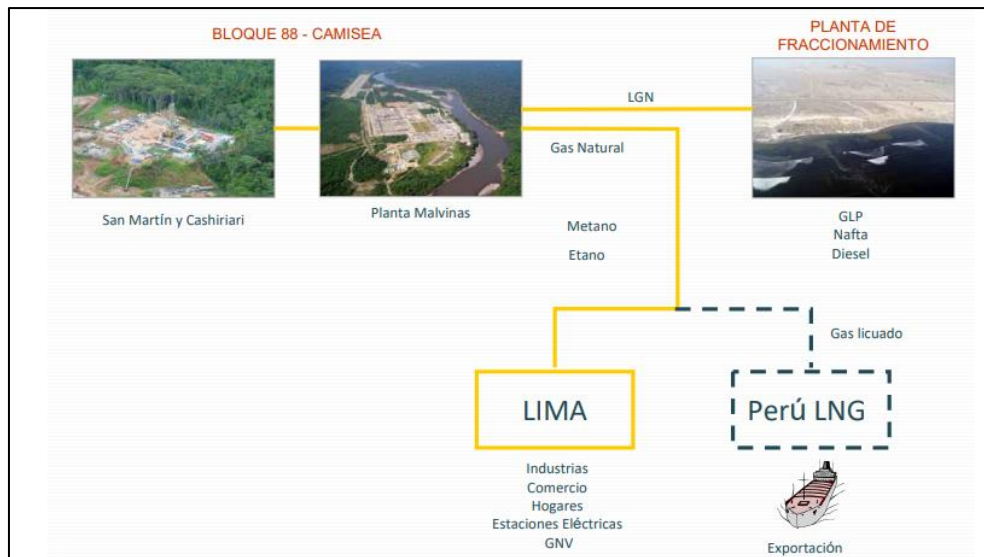 BLOQUE 88 - CAMISEA
PLANTA DE
FRACCIONAMIENTO
LGN
Gas Natural
San Martín y Cashiriari
Planta Malvinas
Metano
Etano
GLP
Nafta
Diesel
Gas licuado
LIMA
Perú LNG
Industrias
Comercio
Hogares
Estaciones Eléctricas
GNV
Exportación